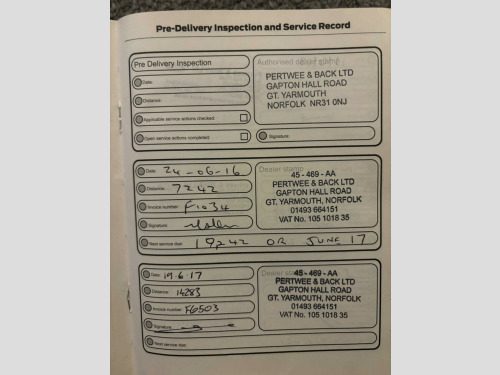 Pre-Delivery Inspection and Service Record
Pre Delivery Inspection
Date:
Distance:
Applicable service actions checked:
Open service actions completed:
Authorised dealer stamp
PERTWEE & BACK LTD
GAPTON HALL ROAD
GT. YARMOUTH
NORFOLK NR31 0NJ
Signature:
Date: 24-06-16
Distance: 7242
Invoice number: F1034
Signature:
Dealer stamp
45 - 469 - AA
PERTWEE & BACK LTD
GAPTON HALL ROAD
GT. YARMOUTH, NORFOLK
01493 664151
VAT No. 105 1018 35
Next service due: 19242 OR JUNE 17
Date: 19.6.17
Distance: 14283
Invoice number: F6503
Signature:
Dealer stamp
45 - 469 - AA
PERTWEE & BACK LTD
GAPTON HALL ROAD
GT. YARMOUTH, NORFOLK
01493 664151
VAT No. 105 1018 35
Next service due: